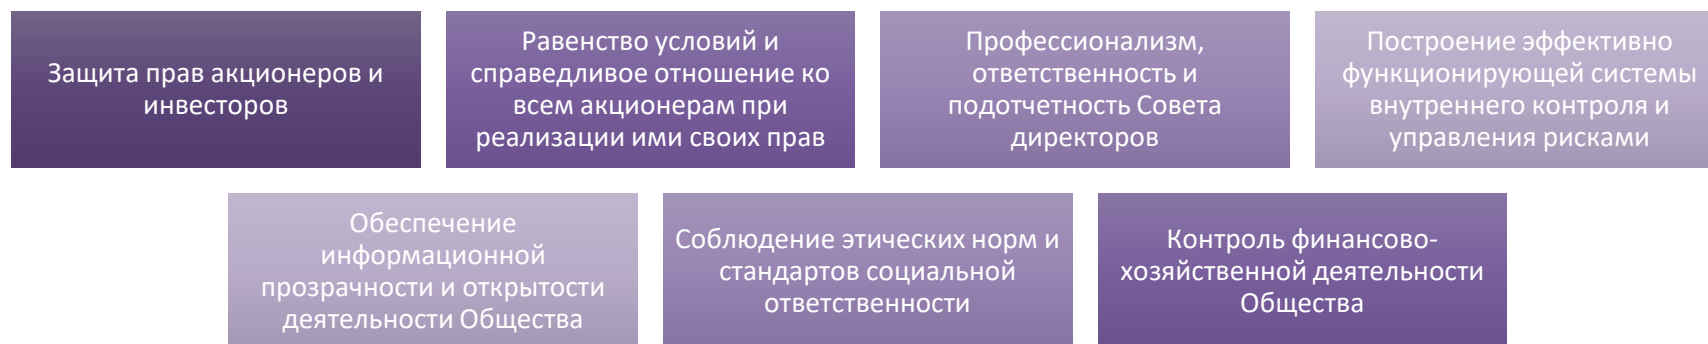 Защита прав акционеров и
инвесторов
Равенство условий и
справедливое отношение ко
всем акционерам при
реализации ими своих прав
Профессионализм,
ответственность и
подотчетность Совета
директоров
Построение эффективно
функционирующей системы
внутреннего контроля и
управления рисками
Обеспечение
информационной
прозрачности и открытости
деятельности Общества
Соблюдение этических норм и
стандартов социальной
ответственности
Контроль финансово-
хозяйственной деятельности
Общества